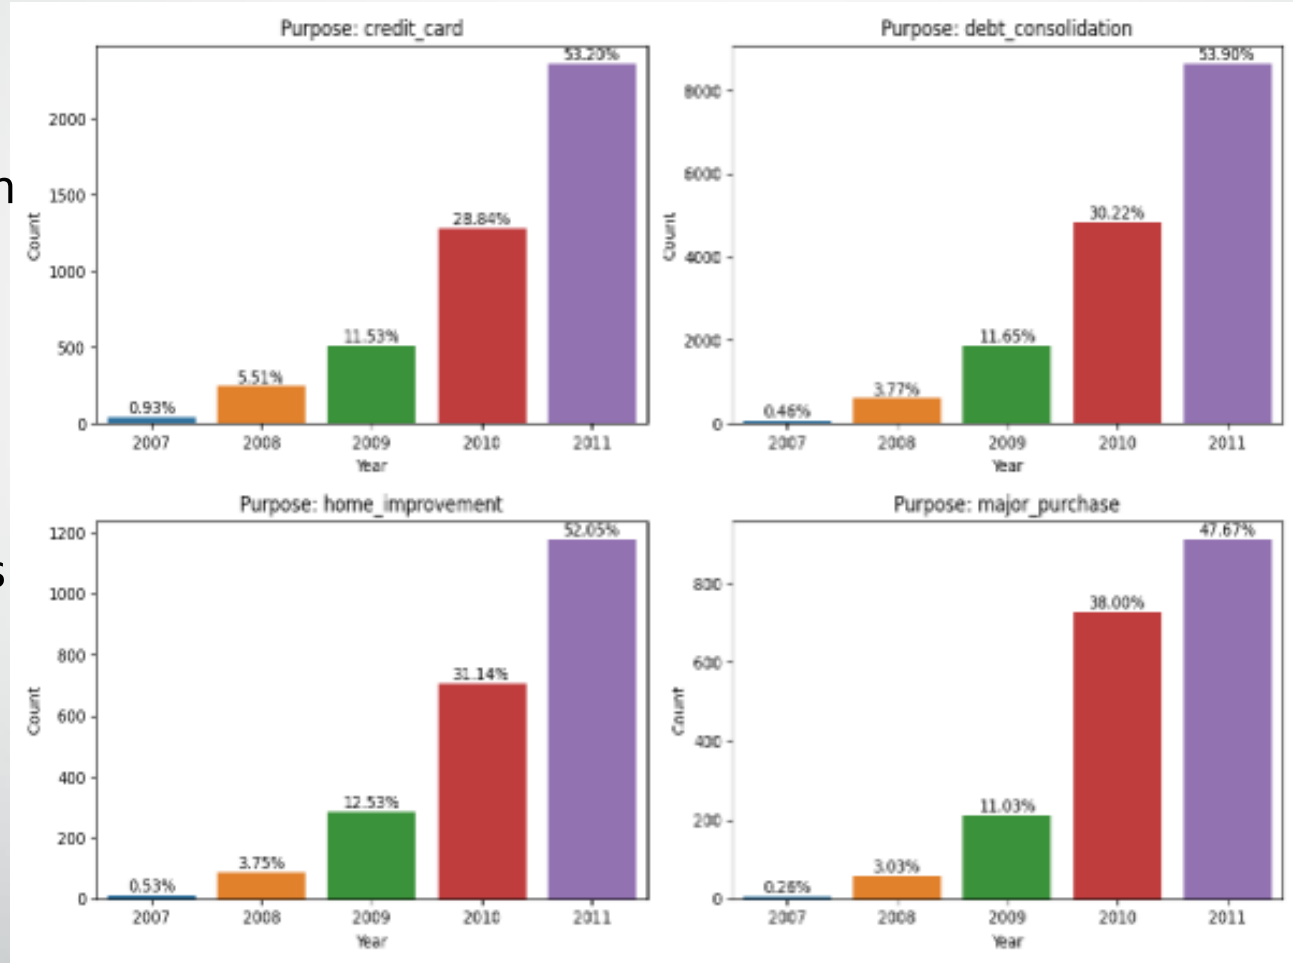 Purpose: credit_card
53.20%
2000
1500
28.84%
Count
1000
11.53%
500
5.51%
0.93%
0
2007 2008 2009 2010 2011
Year
Purpose: debt_consolidation
53.90%
8000
6000
30.22%
Count
4000
11.65%
2000
3.77%
0.46%
0
2007 2008 2009 2010 2011
Year
Purpose: home_improvement
52.05%
1200
1000
800
31.14%
Count
600
400
12.53%
200
3.75%
0.53%
0
2007 2008 2009 2010 2011
Year
Purpose: major_purchase
47.67%
800
38.00%
600
Count
400
11.03%
200
3.03%
0.26%
0
2007 2008 2009 2010 2011
Year
n
s